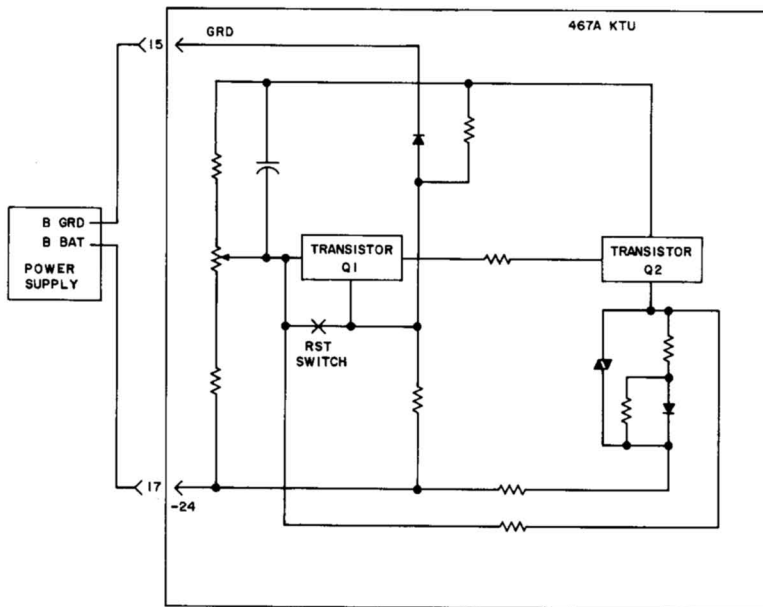 467A KTU
15
GRD
B GRD
B BAT
POWER
SUPPLY
TRANSISTOR
Q1
TRANSISTOR
Q2
RST
SWITCH
17
-24